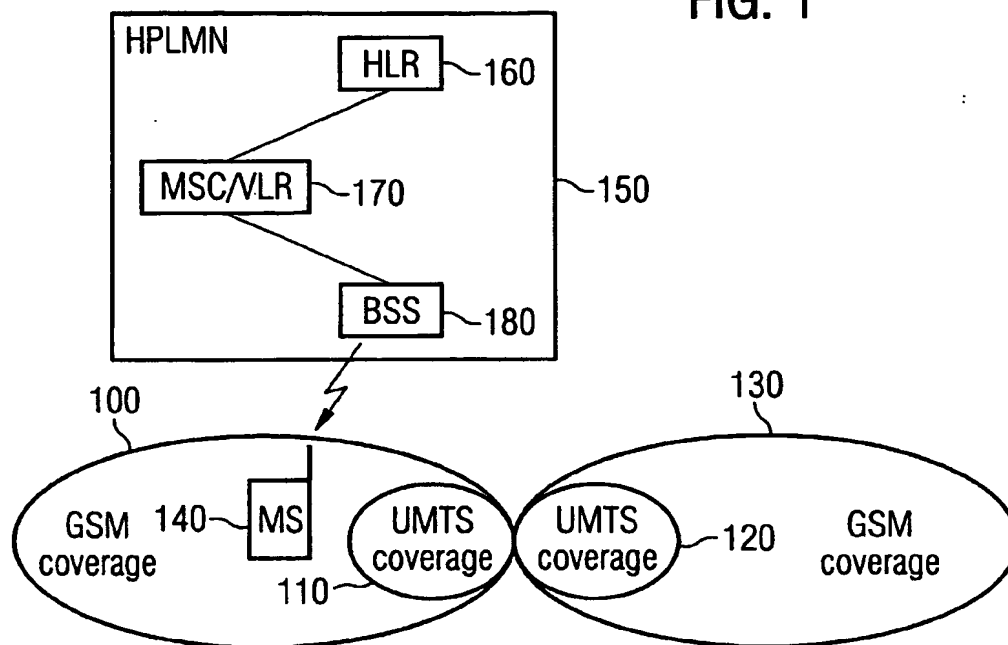 FIG. 1
HPLMN
HLR
160
MSC/VLR
170
150
BSS
180
100
130
GSM
coverage
140
MS
UMTS
coverage
110
UMTS
coverage
120
GSM
coverage